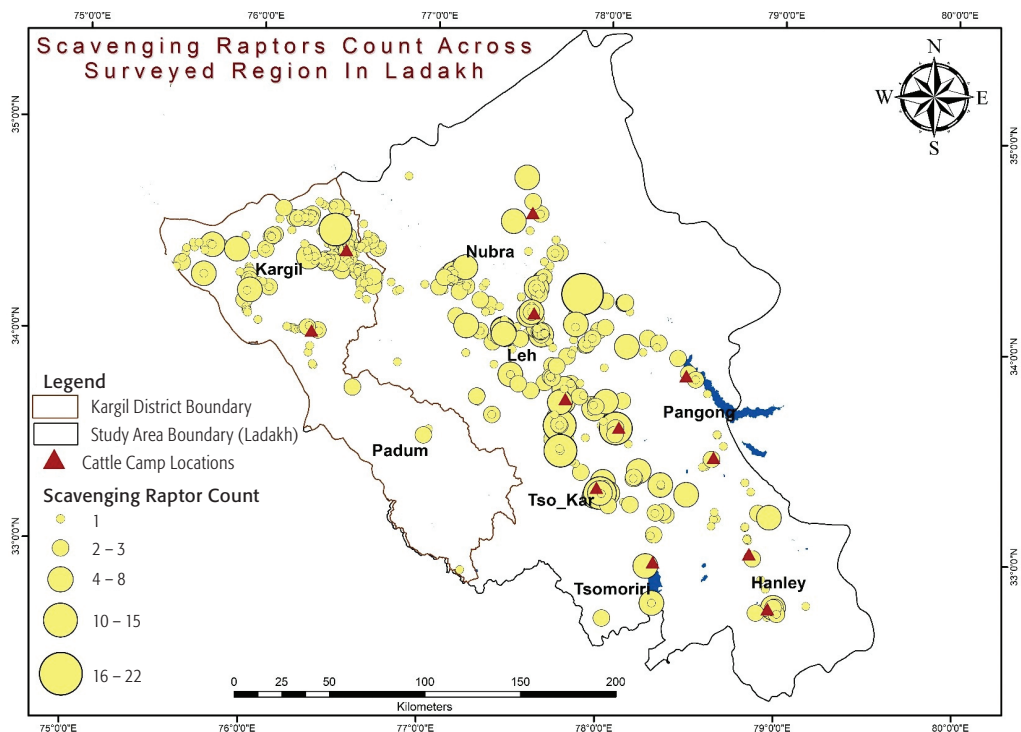 75°0'0"E 76°0'0"E 77°0'0"E 78°0'0"E 79°0'0"E 80°0'0"E
Scavenging Raptors Count Across
Surveyed Region In Ladakh
N
W E
S
35°0'0"N
35°0'0"N
Nubra
Kargil
34°0'0"N
34°0'0"N
Leh
Pangong
Padum
Tso_Kar
33°0'0"N
33°0'0"N
Tsomoriri
Hanley
Legend
Kargil District Boundary
Study Area Boundary (Ladakh)
Cattle Camp Locations
Scavenging Raptor Count
1
2 – 3
4 – 8
10 – 15
16 – 22
0 25 50 100 150 200
Kilometers
75°0'0"E 76°0'0"E 77°0'0"E 78°0'0"E 79°0'0"E 80°0'0"E